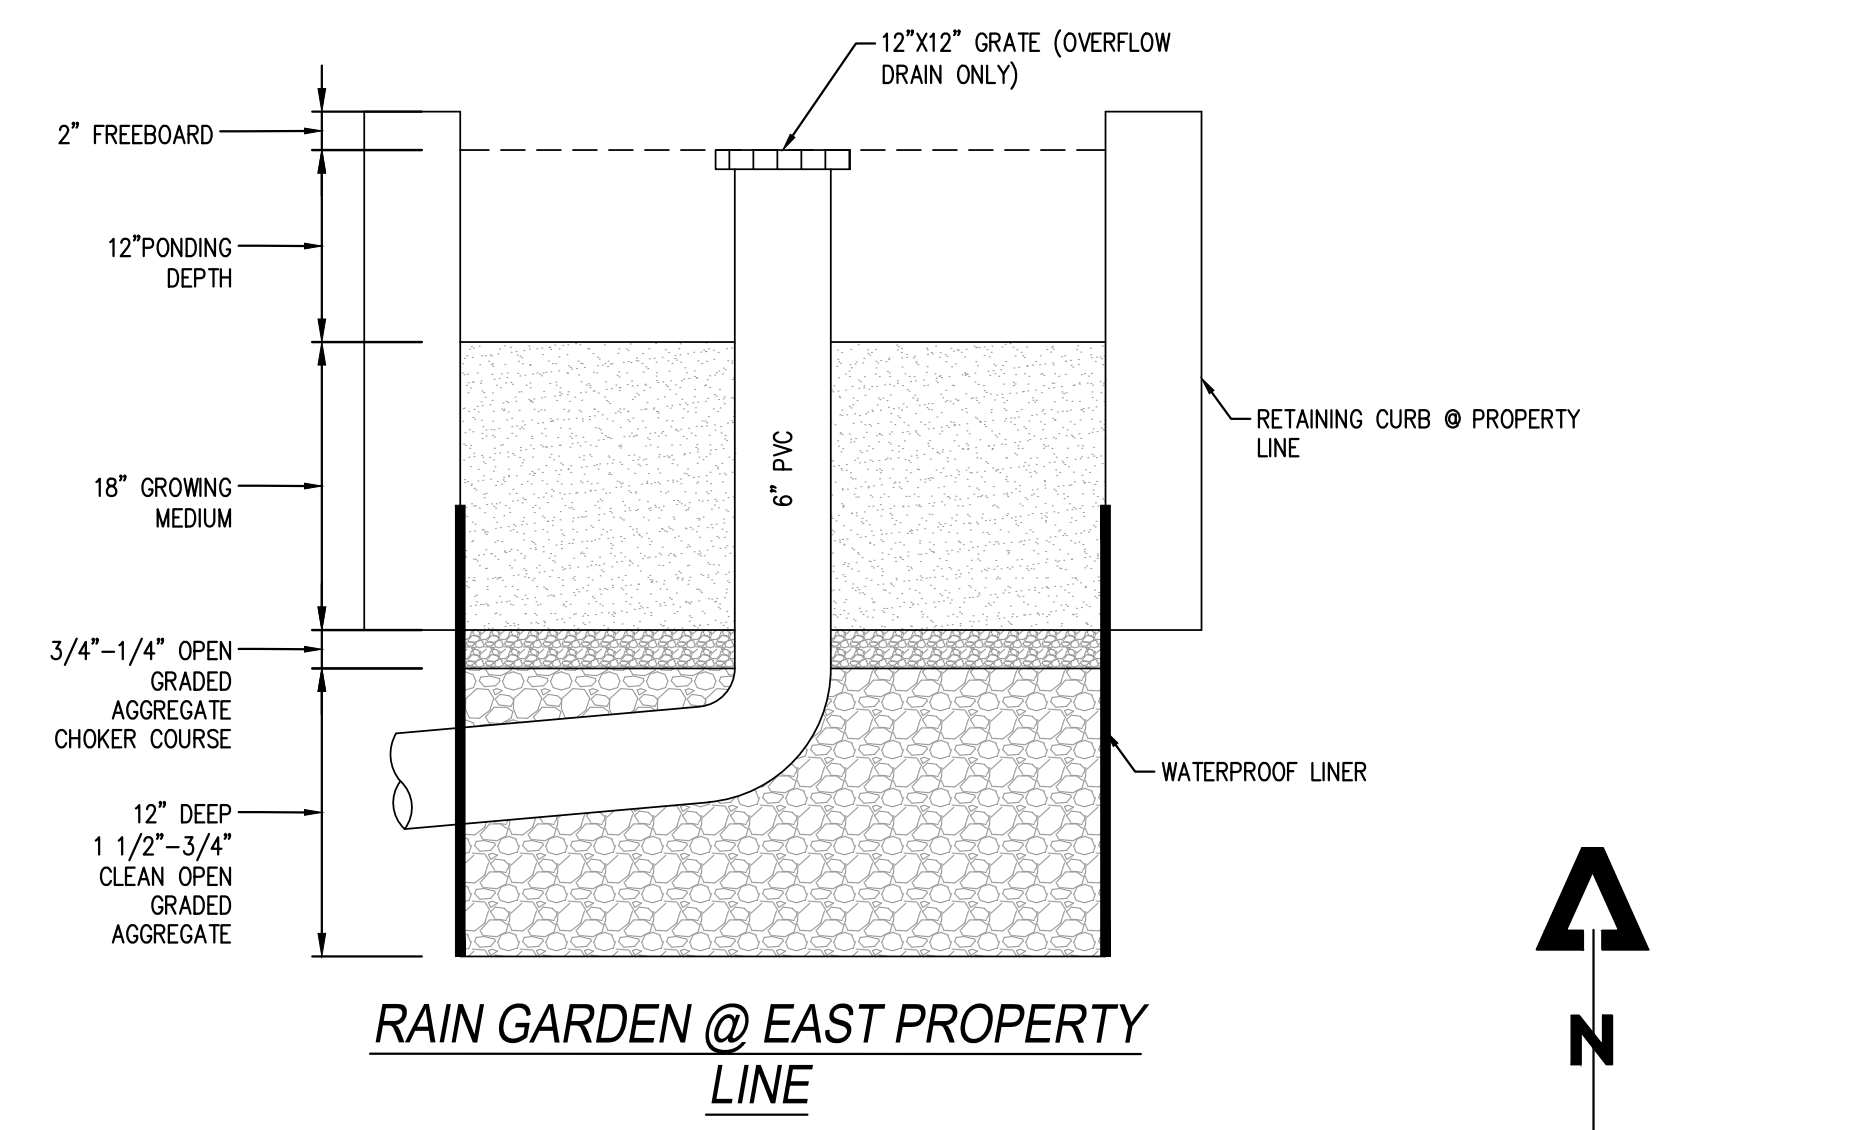 12"X12" GRATE (OVERFLOW
DRAIN ONLY)
2" FREEBOARD
12"PONDING
DEPTH
18" GROWING
MEDIUM
6" PVC
RETAINING CURB @ PROPERTY
LINE
3/4"-1/4" OPEN
GRADED
AGGREGATE
CHOKER COURSE
WATERPROOF LINER
12" DEEP
1 1/2"-3/4"
CLEAN OPEN
GRADED
AGGREGATE
RAIN GARDEN @ EAST PROPERTY
LINE
N